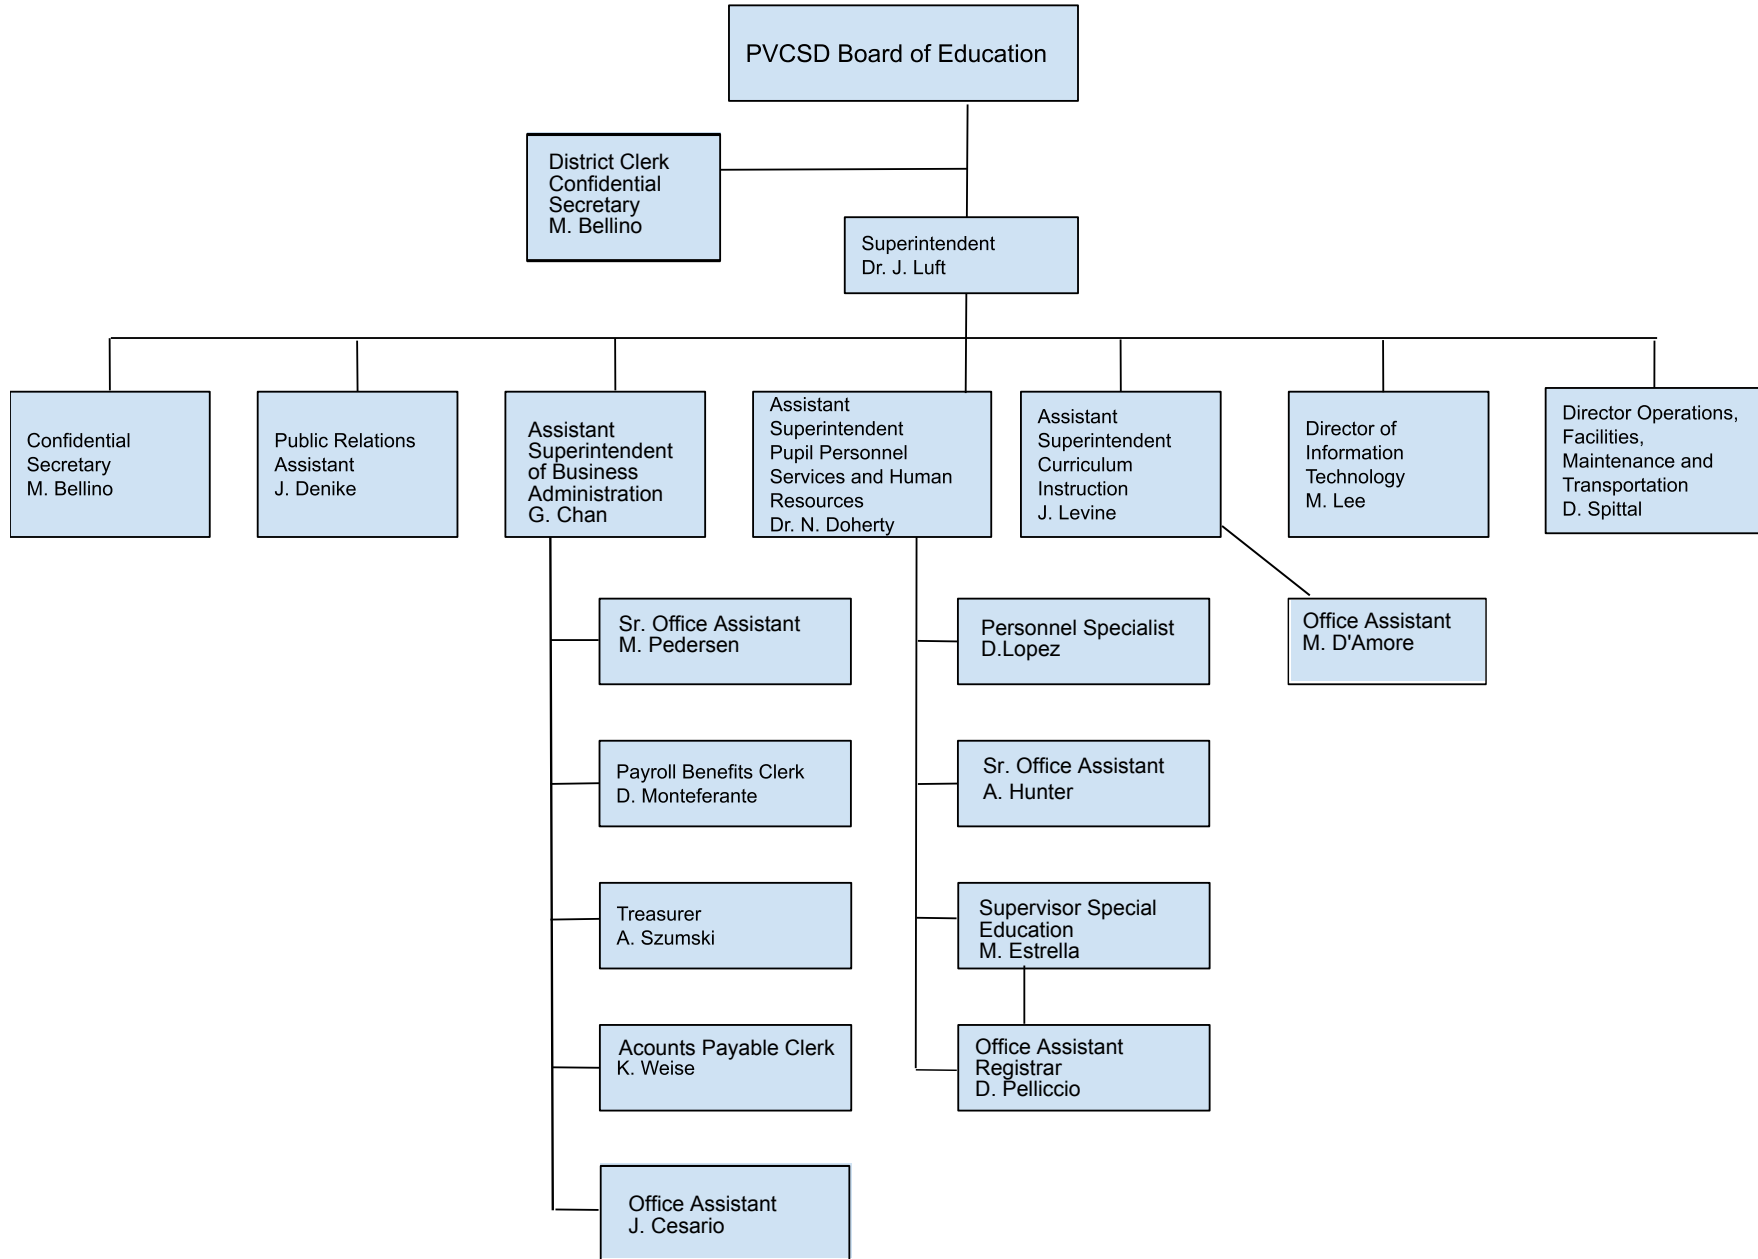 PVCSD Board of Education
District Clerk
Confidential
Secretary
M. Bellino
Superintendent
Dr. J. Luft
Confidential
Secretary
M. Bellino
Public Relations
Assistant
J. Denike
Assistant
Superintendent
of Business
Administration
G. Chan
Assistant
Superintendent
Pupil Personnel
Services and Human
Resources
Dr. N. Doherty
Assistant
Superintendent
Curriculum
Instruction
J. Levine
Director of
Information
Technology
M. Lee
Director Operations,
Facilities,
Maintenance and
Transportation
D. Spittal
Sr. Office Assistant
M. Pedersen
Personnel Specialist
D.Lopez
Office Assistant
M. D'Amore
Payroll Benefits Clerk
D. Monteferante
Sr. Office Assistant
A. Hunter
Treasurer
A. Szumski
Supervisor Special
Education
M. Estrella
Acounts Payable Clerk
K. Weise
Office Assistant
Registrar
D. Pelliccio
Office Assistant
J. Cesario